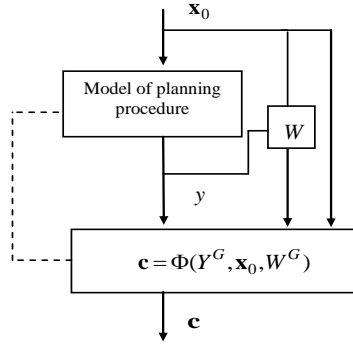 x₀
Model of planning
procedure
W
y
c = Φ(Y^G, x₀, W^G)
c